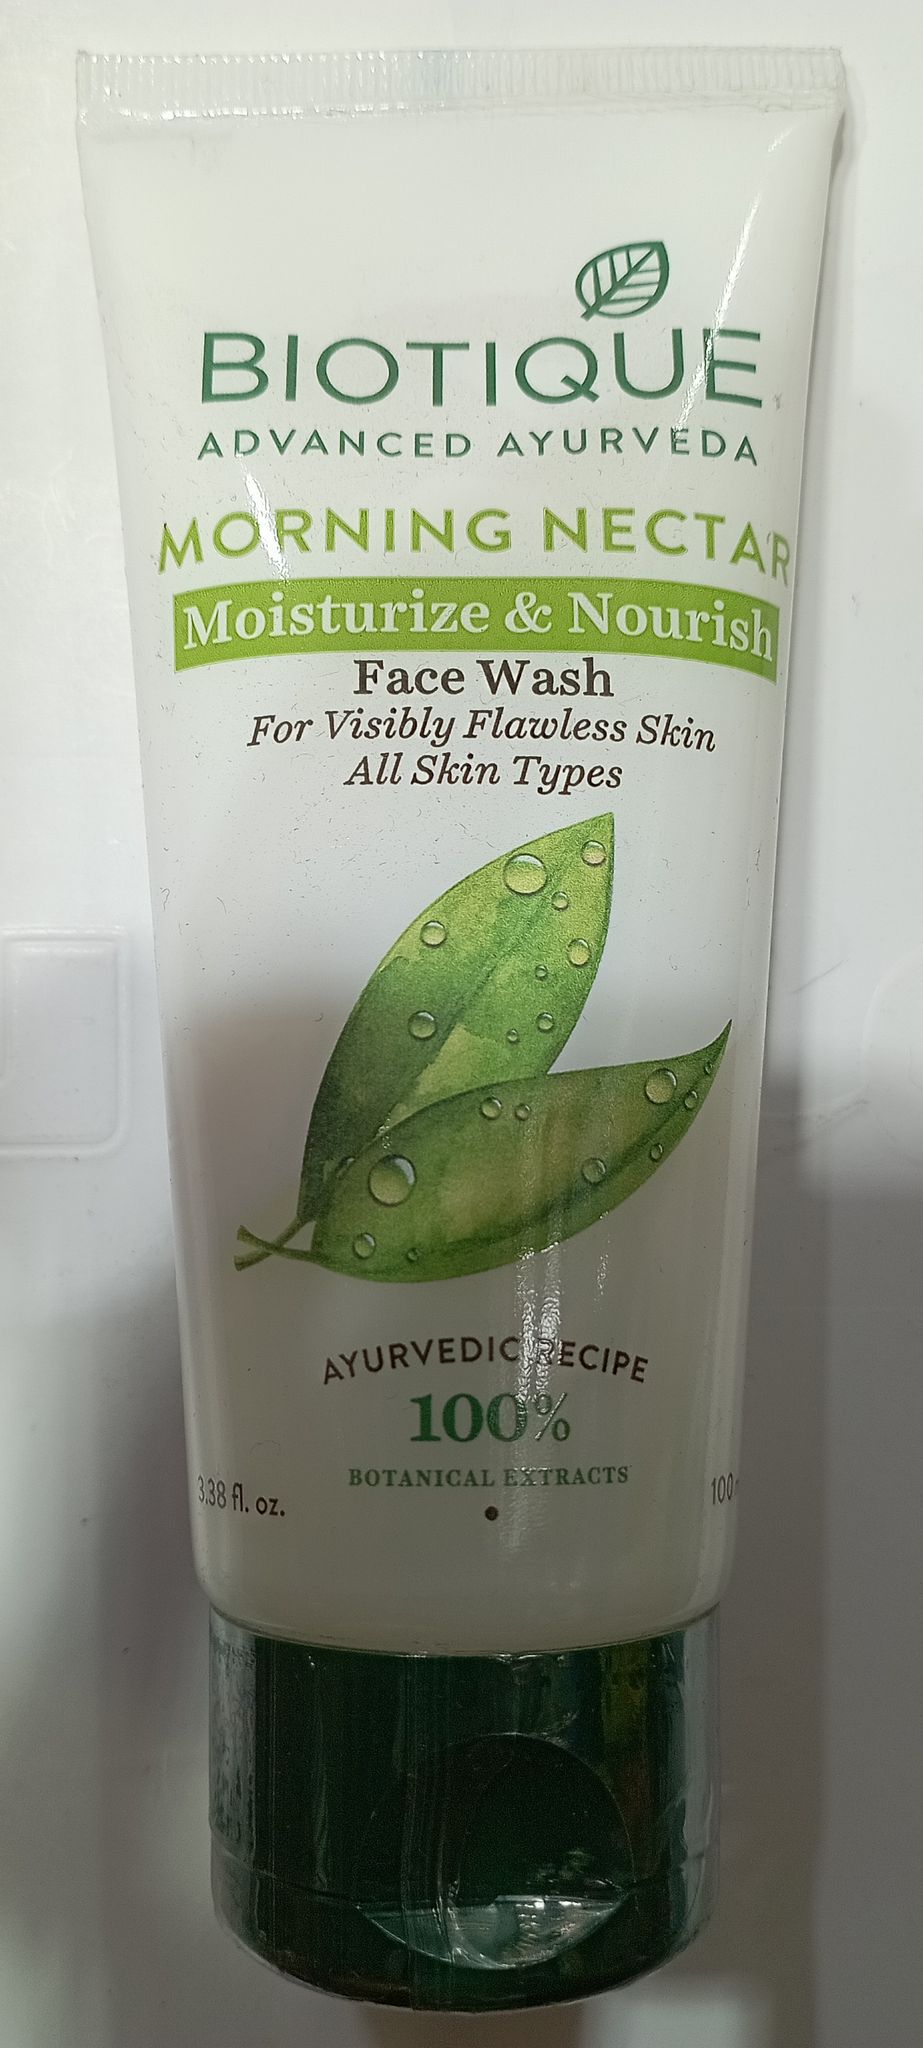 BIOTIQUE
ADVANCED AYURVEDA
MORNING NECTAR
Moisturize & Nourish
Face Wash
For Visibly Flawless Skin
All Skin Types
AYURVEDIC RECIPE
100%
BOTANICAL EXTRACTS
3.38 fl. oz. 100